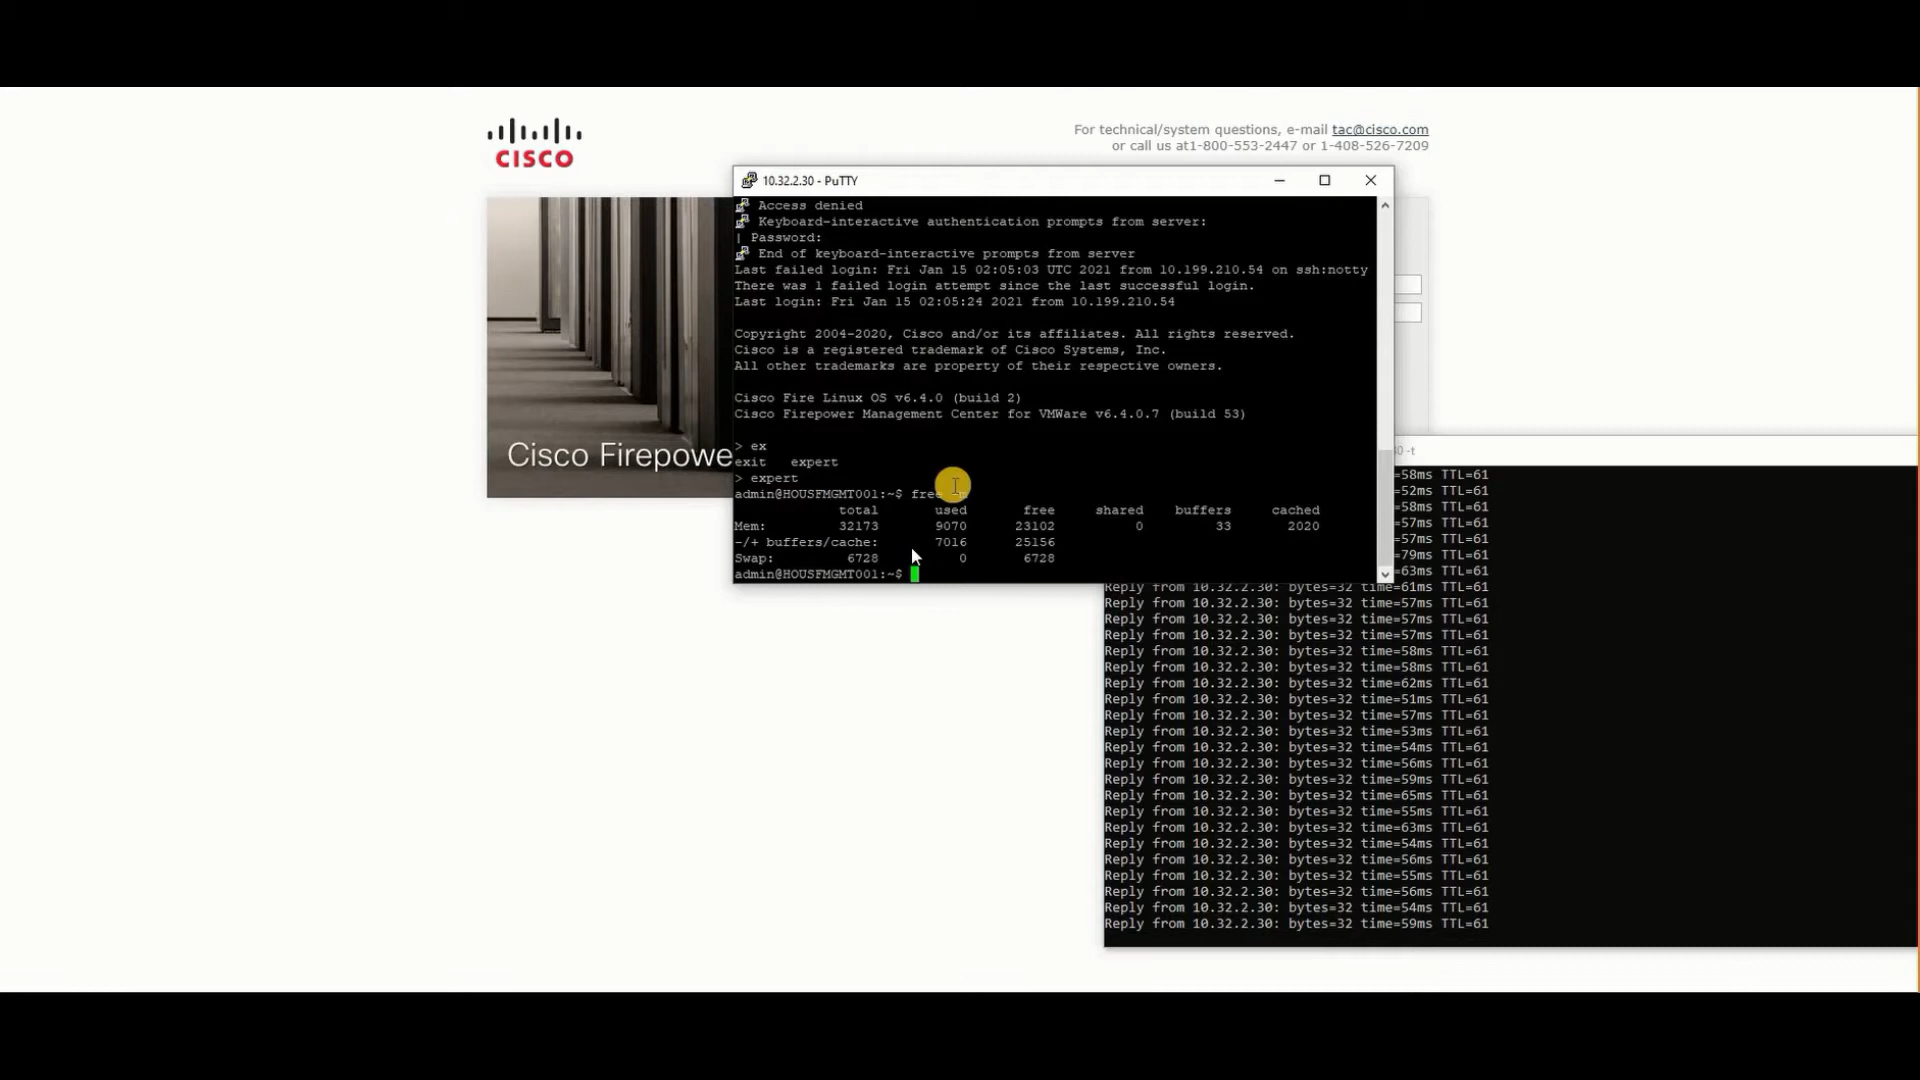 CISCO
For technical/system questions, e-mail tac@cisco.com
or call us at1-800-553-2447 or 1-408-526-7209
Cisco Firepowe
10.32.2.30 - PuTTY
Access denied
Keyboard-interactive authentication prompts from server:
| Password:
End of keyboard-interactive prompts from server
Last failed login: Fri Jan 15 02:05:03 UTC 2021 from 10.199.210.54 on ssh:notty
There was 1 failed login attempt since the last successful login.
Last login: Fri Jan 15 02:05:24 2021 from 10.199.210.54
Copyright 2004-2020, Cisco and/or its affiliates. All rights reserved.
Cisco is a registered trademark of Cisco Systems, Inc.
All other trademarks are property of their respective owners.
Cisco Fire Linux OS v6.4.0 (build 2)
Cisco Firepower Management Center for VMWare v6.4.0.7 (build 53)
> ex
exit expert
> expert
admin@HOUSFMGMT001:~$ free -m
total used free shared buffers cached
Mem: 32173 9070 23102 0 33 2020
-/+ buffers/cache: 7016 25156
Swap: 6728 0 6728
admin@HOUSFMGMT001:~$
0 -t
=58ms TTL=61
=52ms TTL=61
=58ms TTL=61
=57ms TTL=61
=57ms TTL=61
=79ms TTL=61
=63ms TTL=61
Reply from 10.32.2.30: bytes=32 time=61ms TTL=61
Reply from 10.32.2.30: bytes=32 time=57ms TTL=61
Reply from 10.32.2.30: bytes=32 time=57ms TTL=61
Reply from 10.32.2.30: bytes=32 time=57ms TTL=61
Reply from 10.32.2.30: bytes=32 time=58ms TTL=61
Reply from 10.32.2.30: bytes=32 time=58ms TTL=61
Reply from 10.32.2.30: bytes=32 time=62ms TTL=61
Reply from 10.32.2.30: bytes=32 time=51ms TTL=61
Reply from 10.32.2.30: bytes=32 time=57ms TTL=61
Reply from 10.32.2.30: bytes=32 time=53ms TTL=61
Reply from 10.32.2.30: bytes=32 time=54ms TTL=61
Reply from 10.32.2.30: bytes=32 time=56ms TTL=61
Reply from 10.32.2.30: bytes=32 time=59ms TTL=61
Reply from 10.32.2.30: bytes=32 time=65ms TTL=61
Reply from 10.32.2.30: bytes=32 time=55ms TTL=61
Reply from 10.32.2.30: bytes=32 time=63ms TTL=61
Reply from 10.32.2.30: bytes=32 time=54ms TTL=61
Reply from 10.32.2.30: bytes=32 time=56ms TTL=61
Reply from 10.32.2.30: bytes=32 time=55ms TTL=61
Reply from 10.32.2.30: bytes=32 time=56ms TTL=61
Reply from 10.32.2.30: bytes=32 time=54ms TTL=61
Reply from 10.32.2.30: bytes=32 time=59ms TTL=61